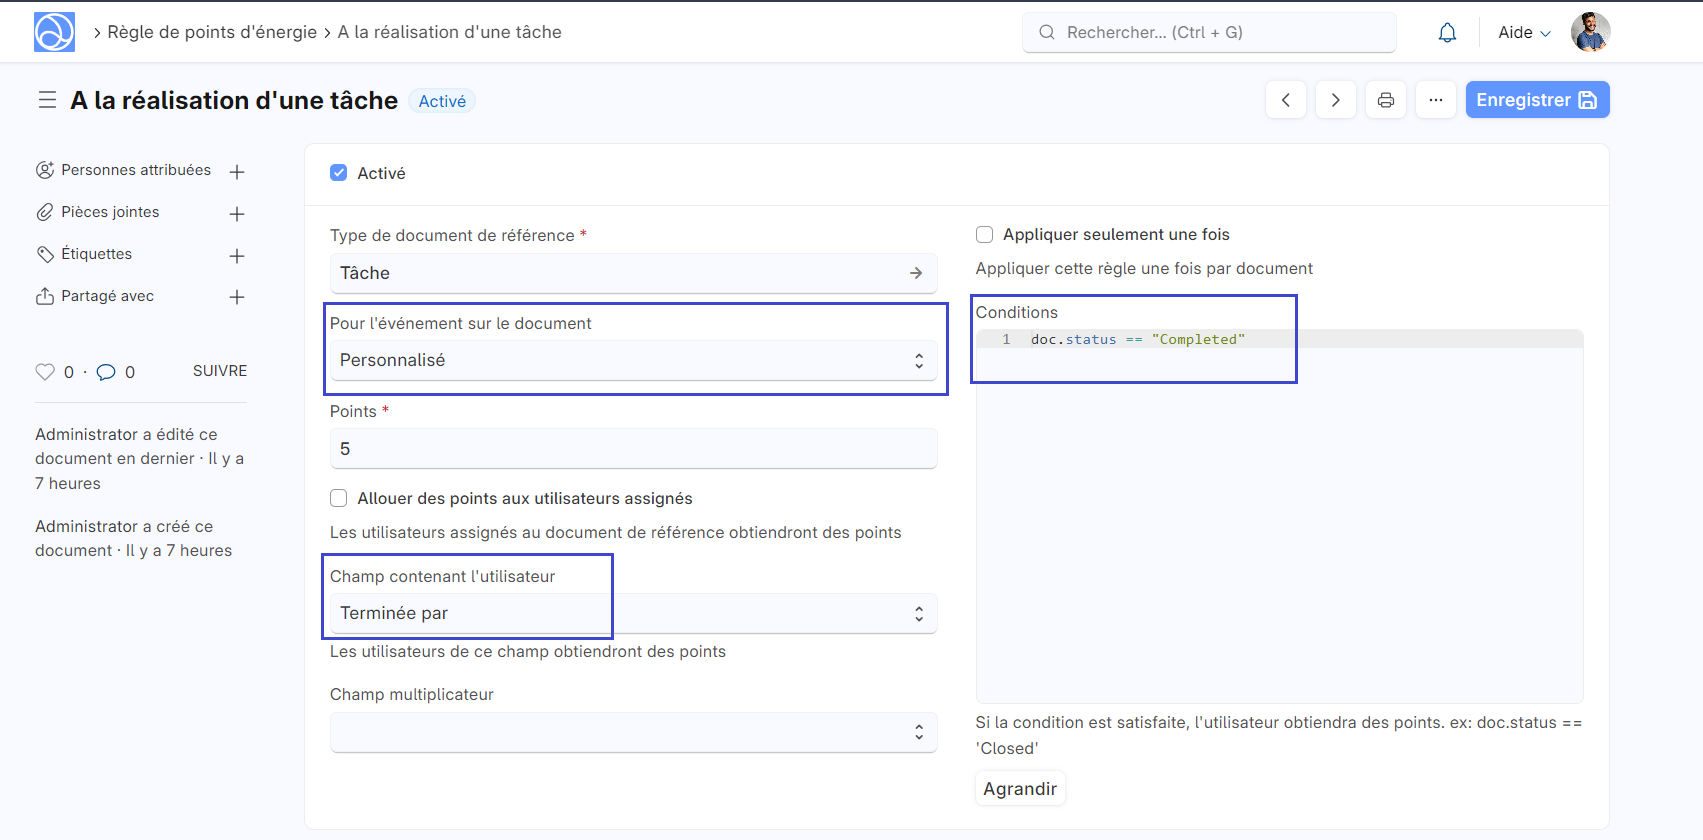 Règle de points d'énergie
A la réalisation d'une tâche
Rechercher... (Ctrl + G)
Aide
A la réalisation d'une tâche
Activé
Enregistrer
Personnes attribuées
Pièces jointes
Étiquettes
Partagé avec
0 · 0
SUIVRE
Administrator a édité ce
document en dernier · Il y a
7 heures
Administrator a créé ce
document · Il y a 7 heures
Activé
Type de document de référence *
Tâche
Pour l'événement sur le document
Personnalisé
Points *
5
Allouer des points aux utilisateurs assignés
Les utilisateurs assignés au document de référence obtiendront des points
Champ contenant l'utilisateur
Terminée par
Les utilisateurs de ce champ obtiendront des points
Champ multiplicateur
Appliquer seulement une fois
Appliquer cette règle une fois par document
Conditions
1 doc.status == "Completed"
Si la condition est satisfaite, l'utilisateur obtiendra des points. ex: doc.status ==
'Closed'
Agrandir